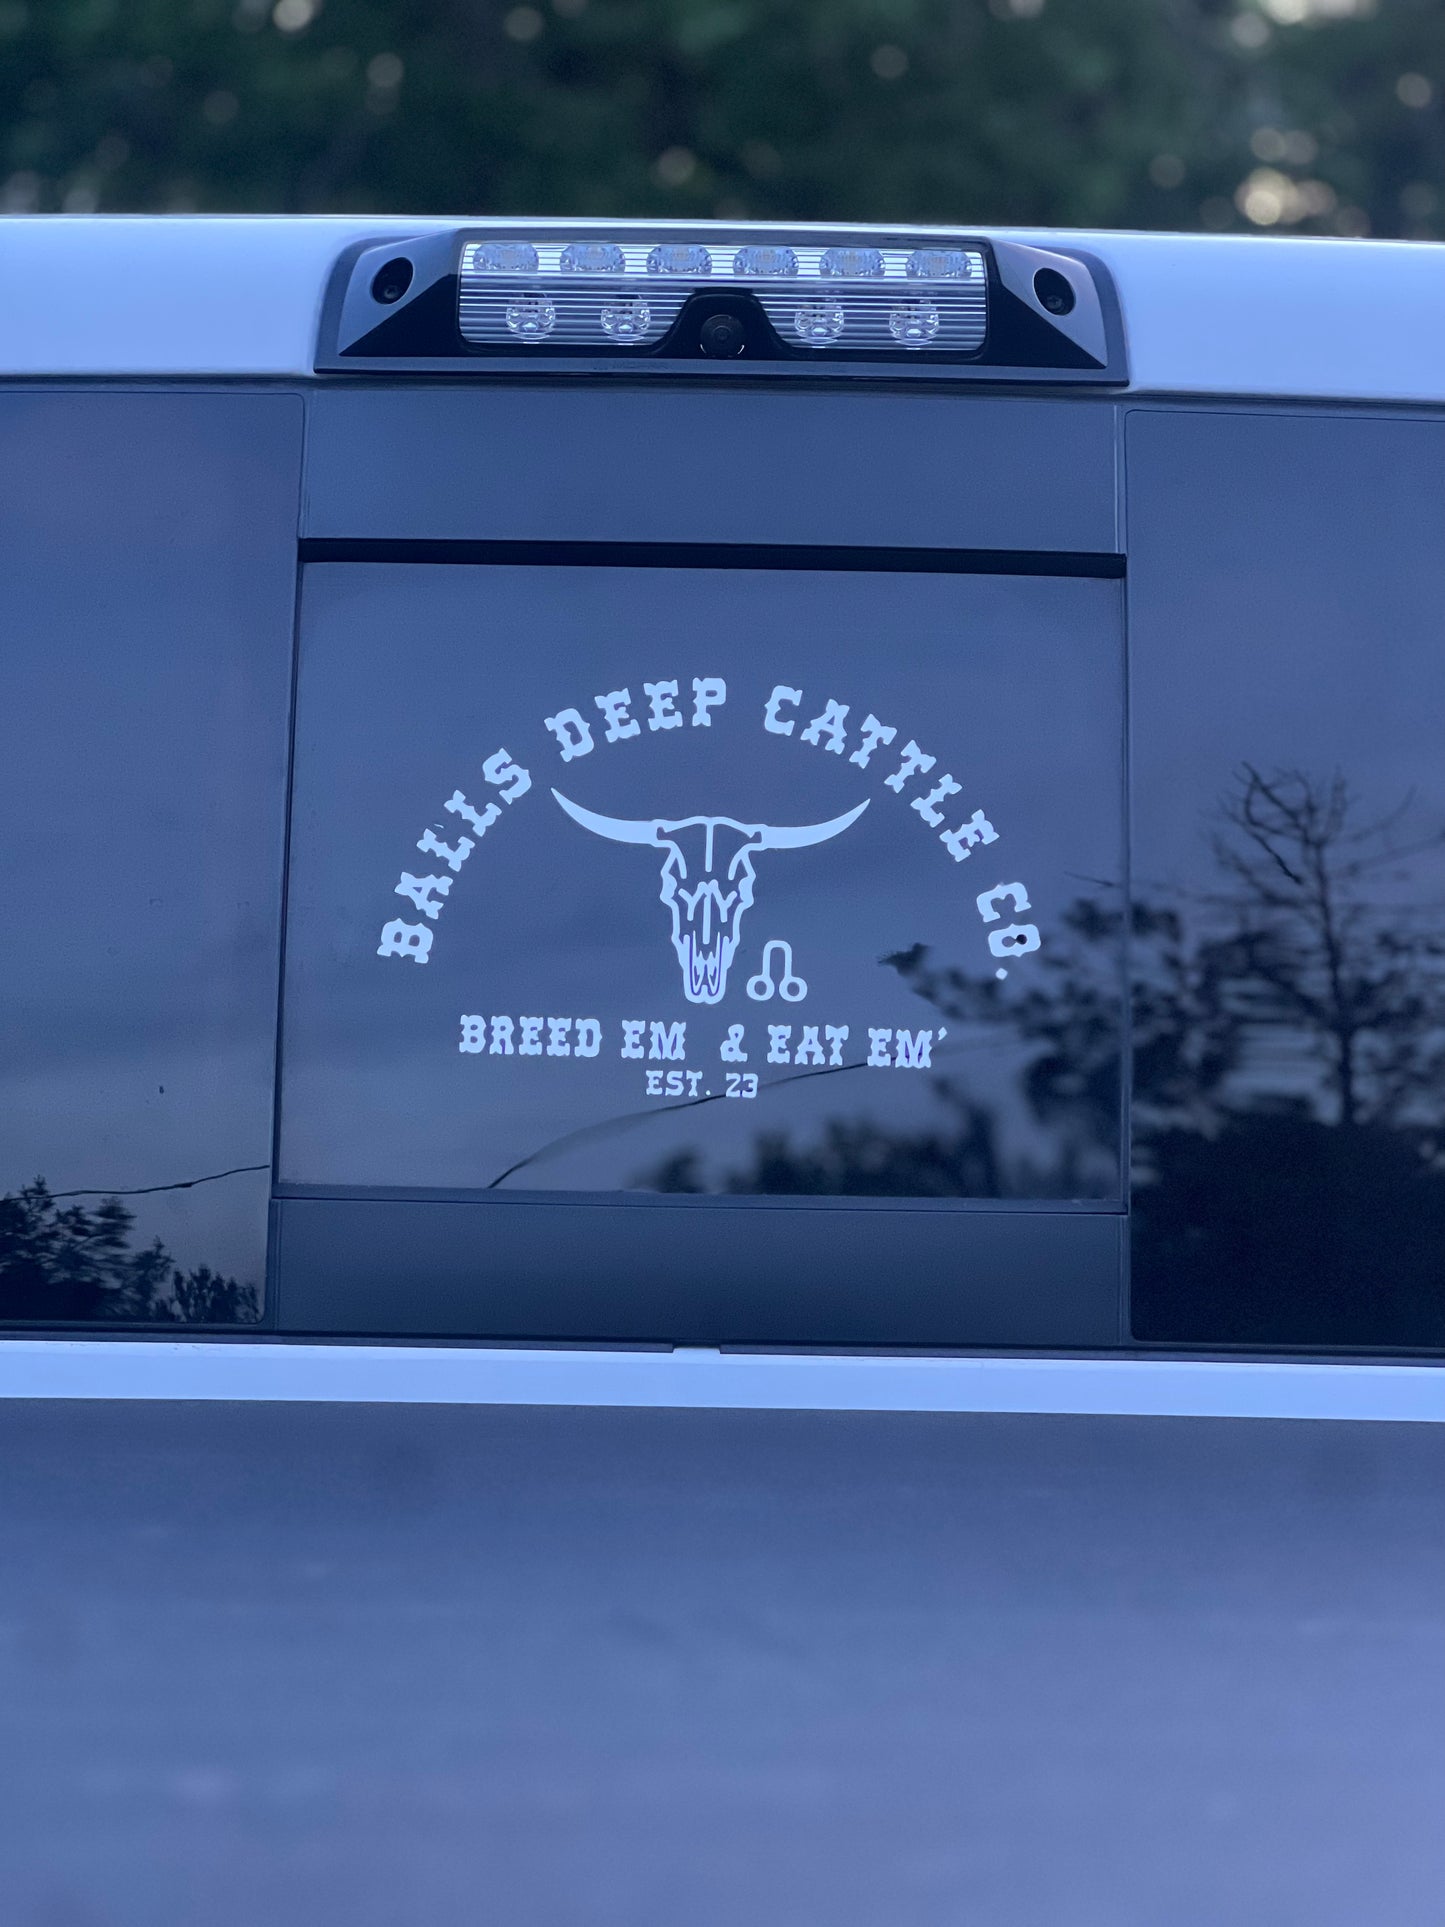 BALLS DEEP CATTLE CO.
BREED EM & EAT EM'
EST. 23